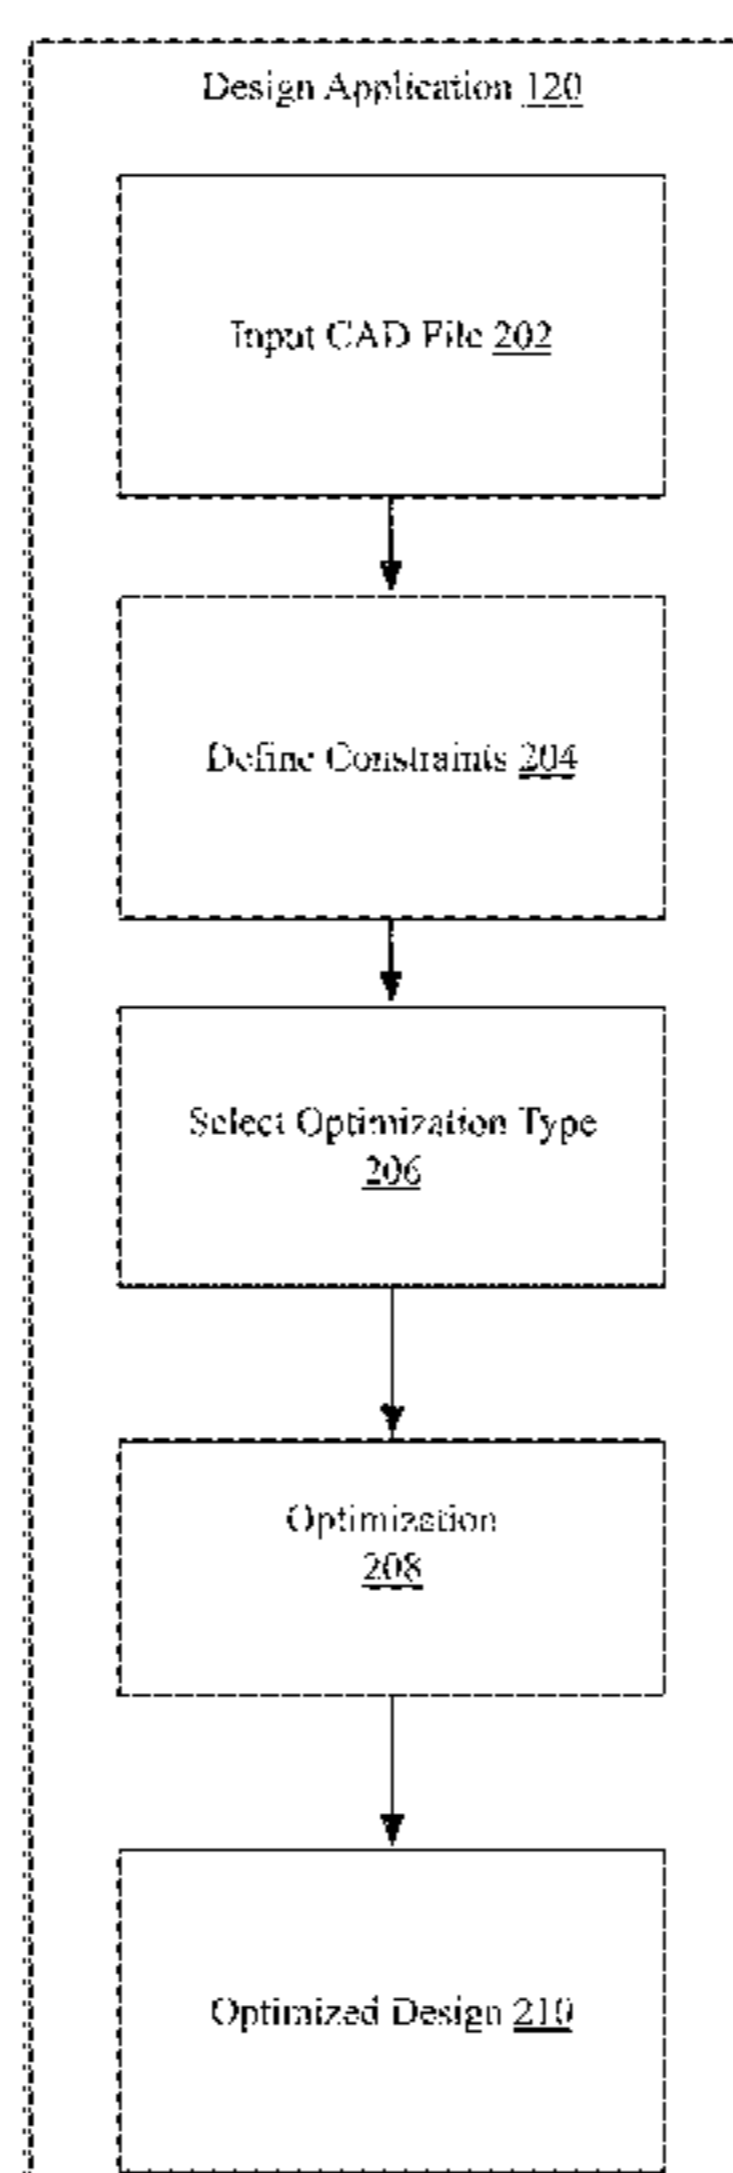 Design Application 120
Input CAD File 202
Define Constraints 204
Select Optimization Type
206
Optimization
208
Optimized Design 210